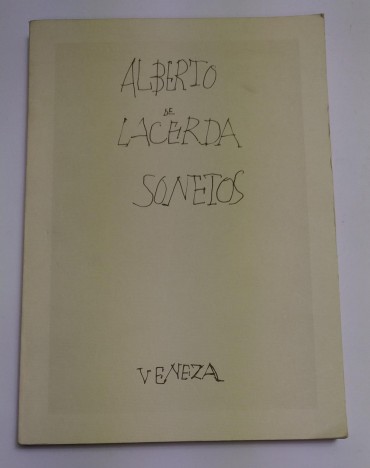 ALBERTO
DE
LACERDA
SONETOS
VENEZA